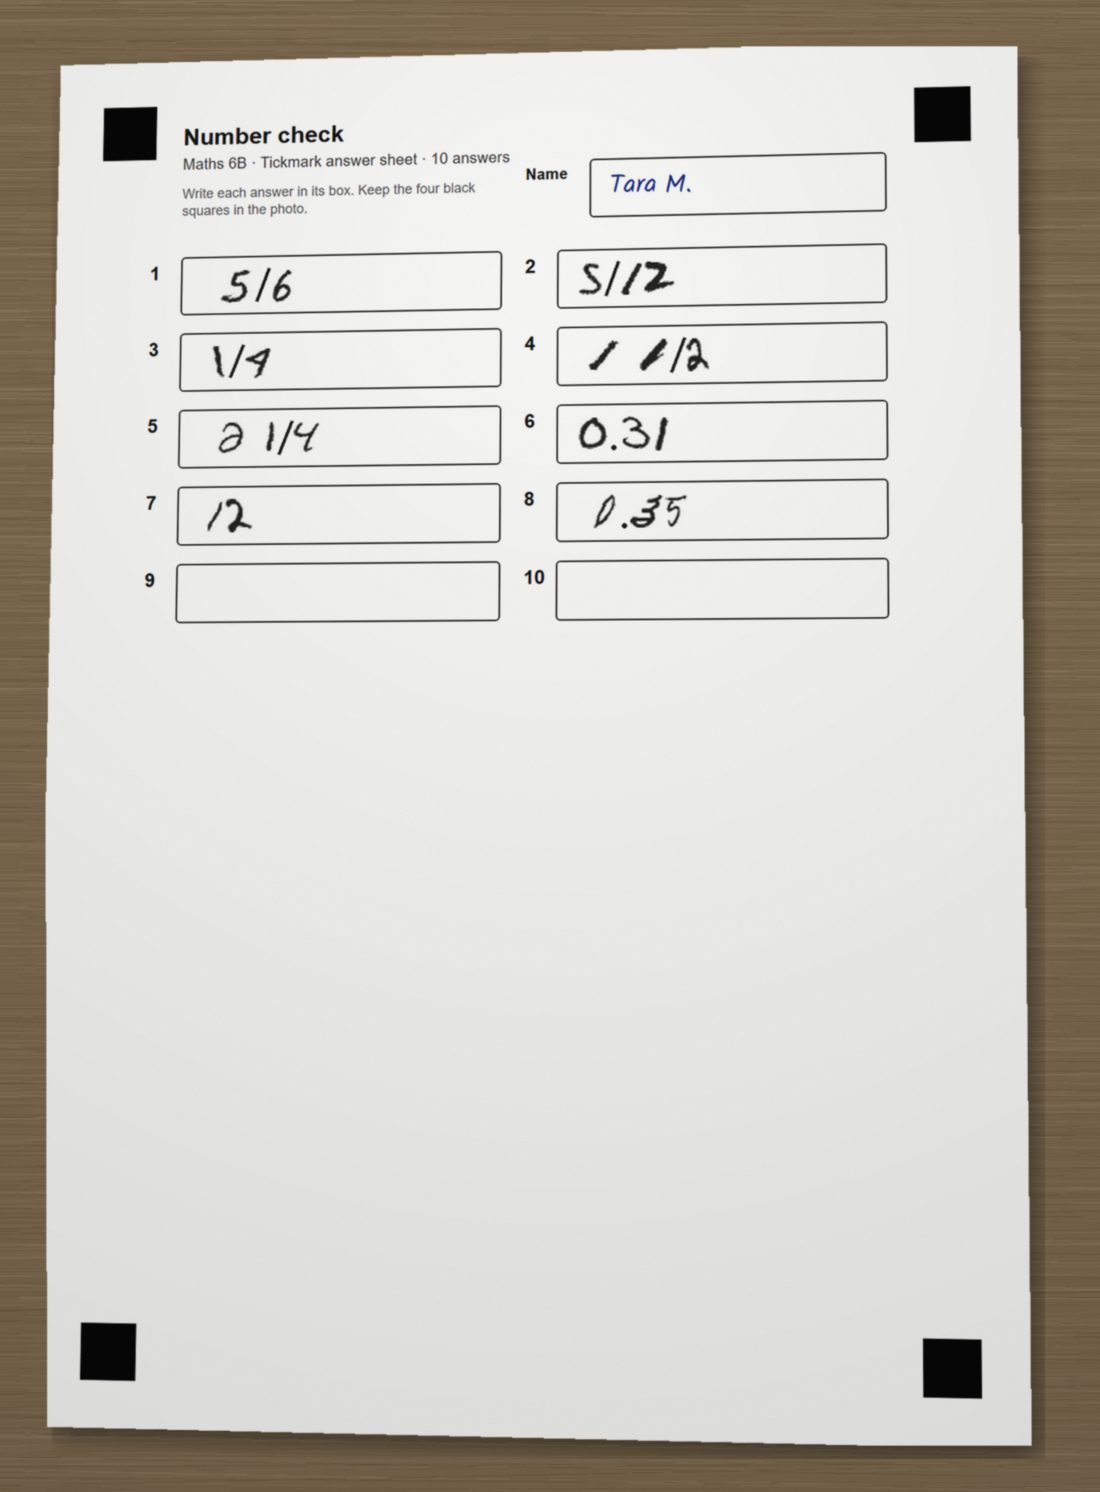 Number check
Maths 6B · Tickmark answer sheet · 10 answers
Write each answer in its box. Keep the four black
squares in the photo.
Name
Tara M.
1 5/6
2 5/12
3 1/4
4 1 1/2
5 2 1/4
6 0.31
7 12
8 0.35
9
10